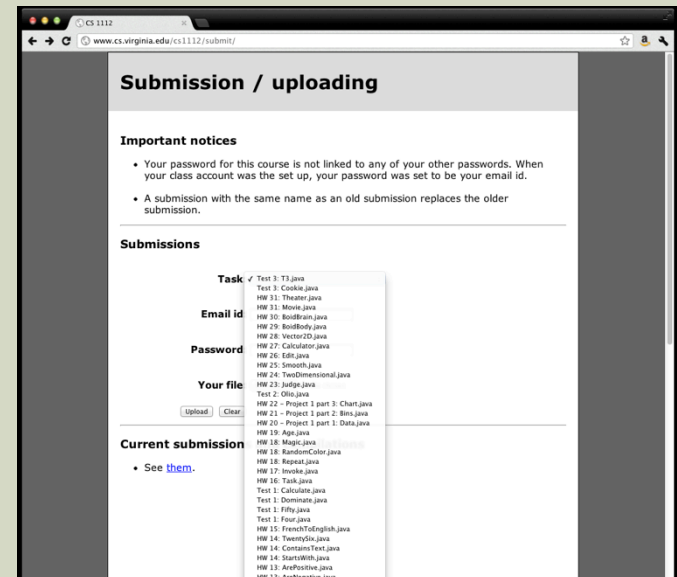 CS 1112
www.cs.virginia.edu/cs1112/submit/
Submission / uploading
Important notices
• Your password for this course is not linked to any of your other passwords. When
your class account was the set up, your password was set to be your email id.
• A submission with the same name as an old submission replaces the older
submission.
Submissions
Task ✓ Test 3: T3.java
Test 3: Cookie.java
HW 31: Theater.java
HW 31: Movie.java
Email id HW 30: BoidBrain.java
HW 29: BoidBody.java
HW 28: Vector2D.java
Password HW 27: Calculator.java
HW 26: Edit.java
HW 25: Smooth.java
HW 24: TwoDimensional.java
Your file HW 23: Judge.java
Test 2: Olio.java
HW 22 – Project 1 part 3: Chart.java
Upload Clear HW 21 – Project 1 part 2: Bins.java
HW 20 – Project 1 part 1: Data.java
HW 19: Age.java
Current submission HW 18: Magic.java
HW 18: RandomColor.java
HW 18: Repeat.java
• See them. HW 17: Invoke.java
HW 16: Task.java
Test 1: Calculate.java
Test 1: Dominate.java
Test 1: Fifty.java
Test 1: Four.java
HW 15: FrenchToEnglish.java
HW 14: TwentySix.java
HW 14: ContainsText.java
HW 14: StartsWith.java
HW 13: ArePositive.java
HW 13: AreNegative.java